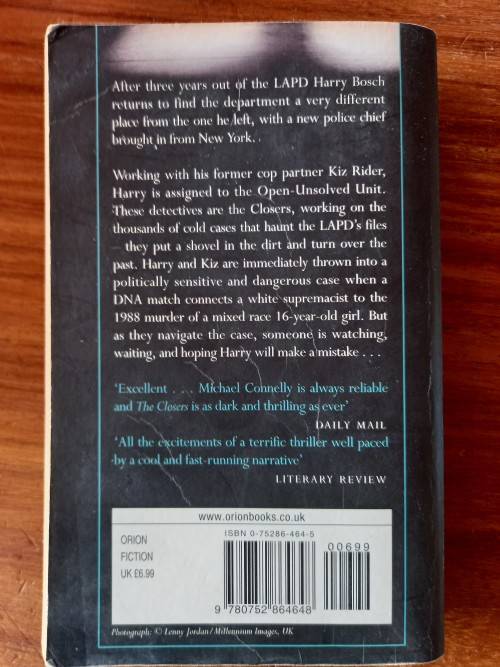 After three years out of the LAPD Harry Bosch
returns to find the department a very different
place from the one he left, with a new police chief
brought in from New York.
Working with his former cop partner Kiz Rider,
Harry is assigned to the Open-Unsolved Unit.
These detectives are the Closers, working on the
thousands of cold cases that haunt the LAPD's files
– they put a shovel in the dirt and turn over the
past. Harry and Kiz are immediately thrown into a
politically sensitive and dangerous case when a
DNA match connects a white supremacist to the
1988 murder of a mixed race 16-year-old girl. But
as they navigate the case, someone is watching,
waiting, and hoping Harry will make a mistake . . .
'Excellent . . . Michael Connelly is always reliable
and The Closers is as dark and thrilling as ever'
DAILY MAIL
'All the excitements of a terrific thriller well paced
by a cool and fast-running narrative'
LITERARY REVIEW
www.orionbooks.co.uk
ORION
FICTION
UK £6.99
ISBN 0-75286-464-5
00699
9 780752 864648
Photograph: © Lenny Jordan/Millennium Images, UK